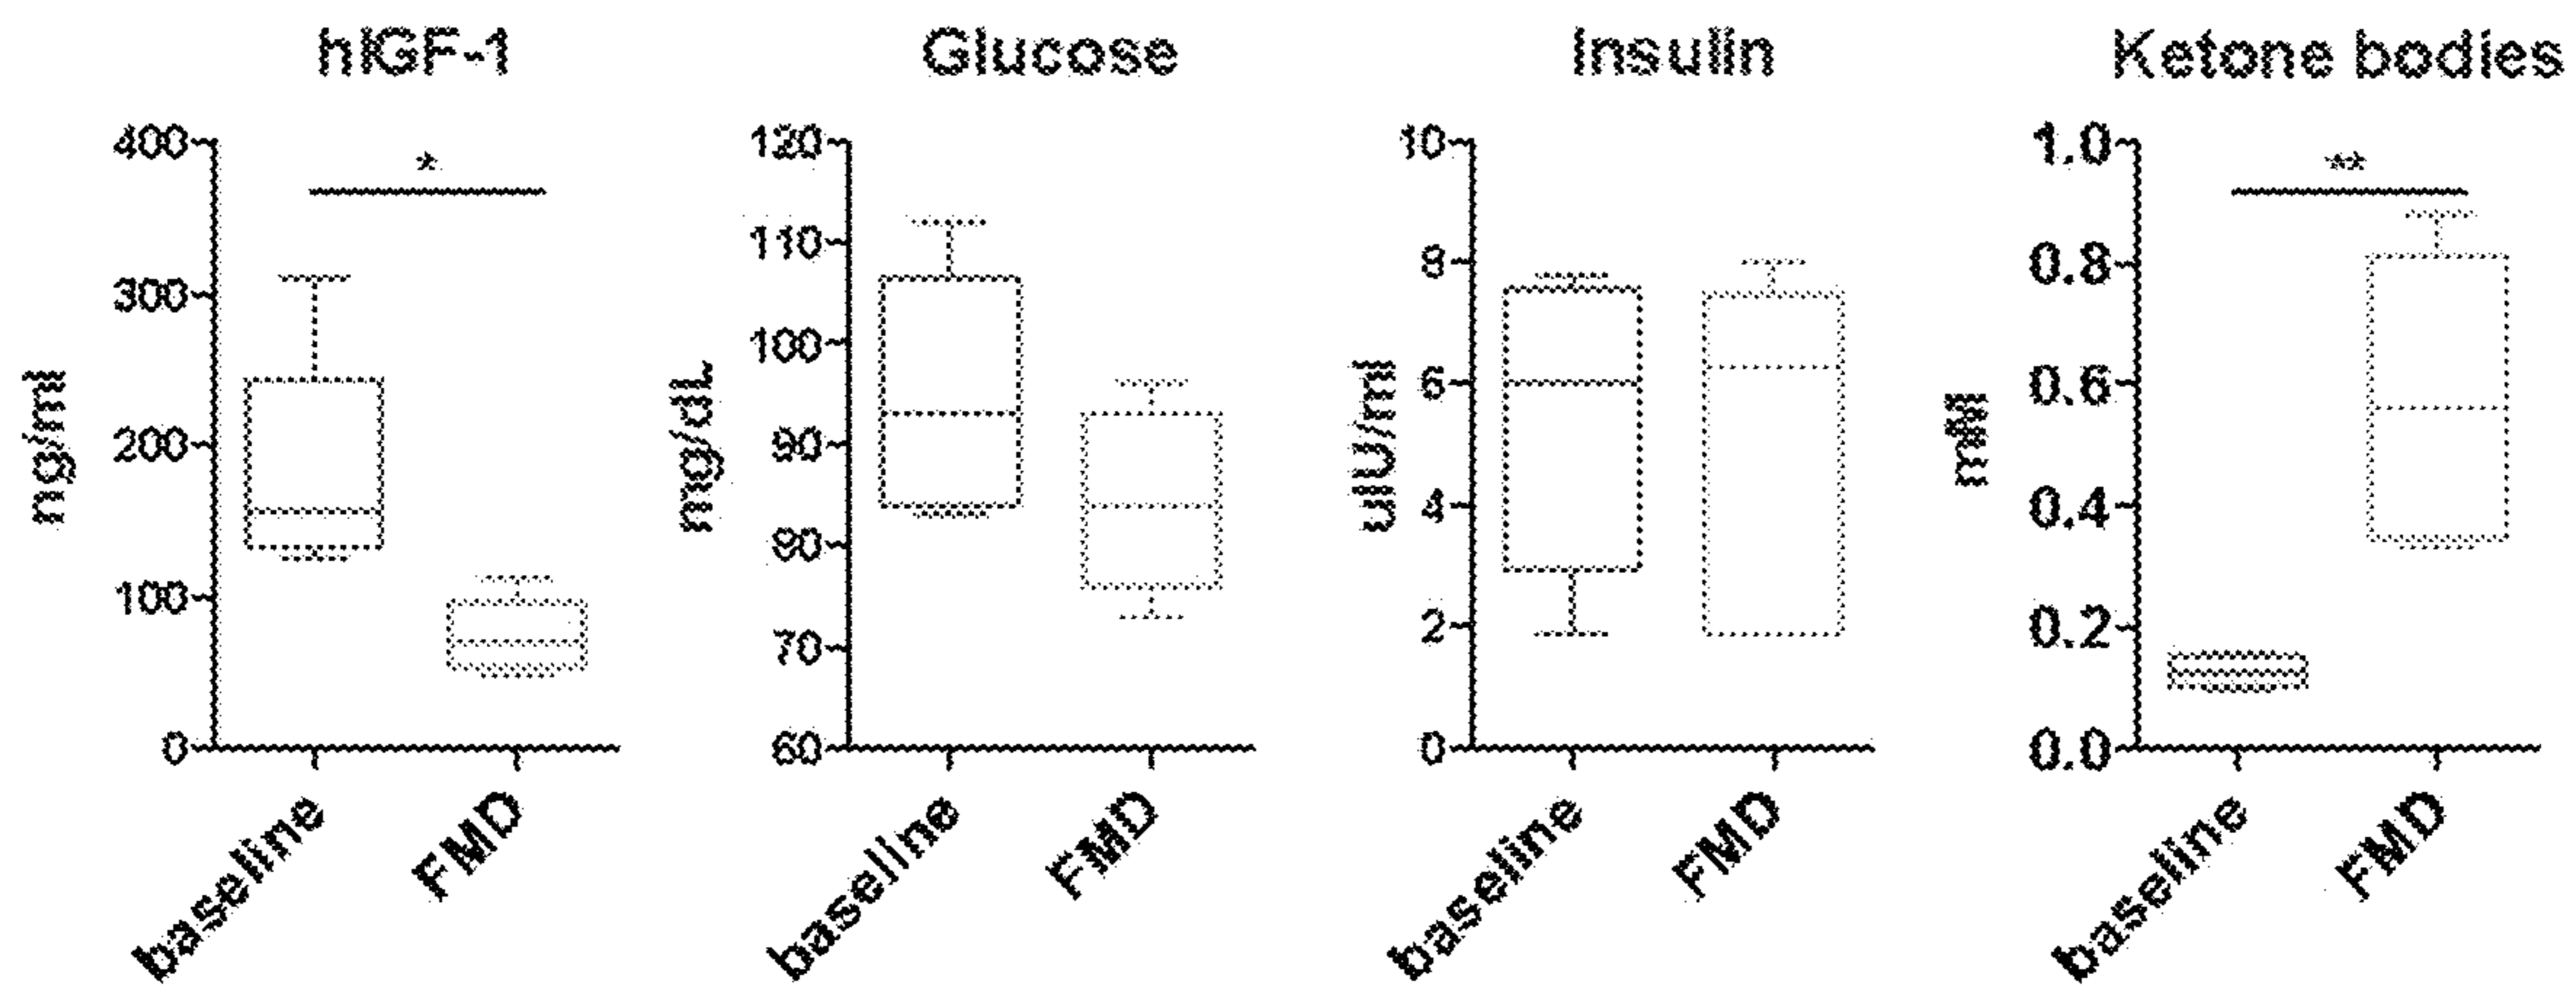 hIGF-1
ng/ml
400
300
200
100
0
*
baseline
FMD
Glucose
mg/dL
120
110
100
90
80
70
60
baseline
FMD
Insulin
uIU/ml
10
8
6
4
2
0
baseline
FMD
Ketone bodies
mM
1.0
0.8
0.6
0.4
0.2
0.0
**
baseline
FMD